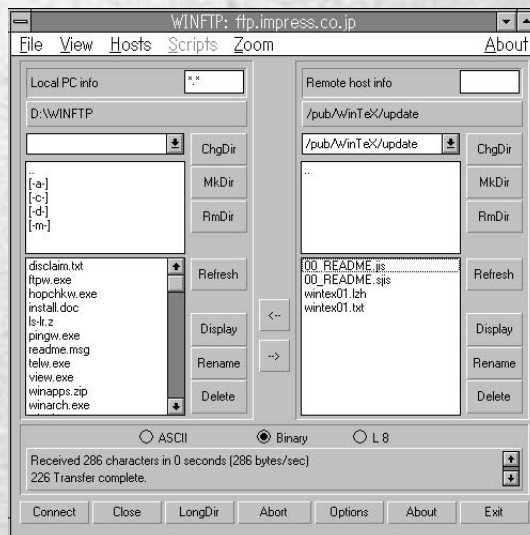 WINFTP: ftp.impress.co.jp
File View Hosts Scripts Zoom About
Local PC info *.*
D:\WINFTP
ChgDir
..
[-a-]
[-c-]
[-d-]
[-m-]
MkDir
RmDir
disclaim.txt
ftpw.exe
hopchkw.exe
install.doc
ls-lr.z
pingw.exe
readme.msg
telw.exe
view.exe
winapps.zip
winarch.exe
Refresh
Display
Rename
Delete
<--
-->
Remote host info
/pub/WinTeX/update
/pub/WinTeX/update
ChgDir
..
MkDir
RmDir
00_README.jis
00_README.sjis
wintex01.lzh
wintex01.txt
Refresh
Display
Rename
Delete
ASCII Binary L 8
Received 286 characters in 0 seconds (286 bytes/sec)
226 Transfer complete.
Connect Close LongDir Abort Options About Exit